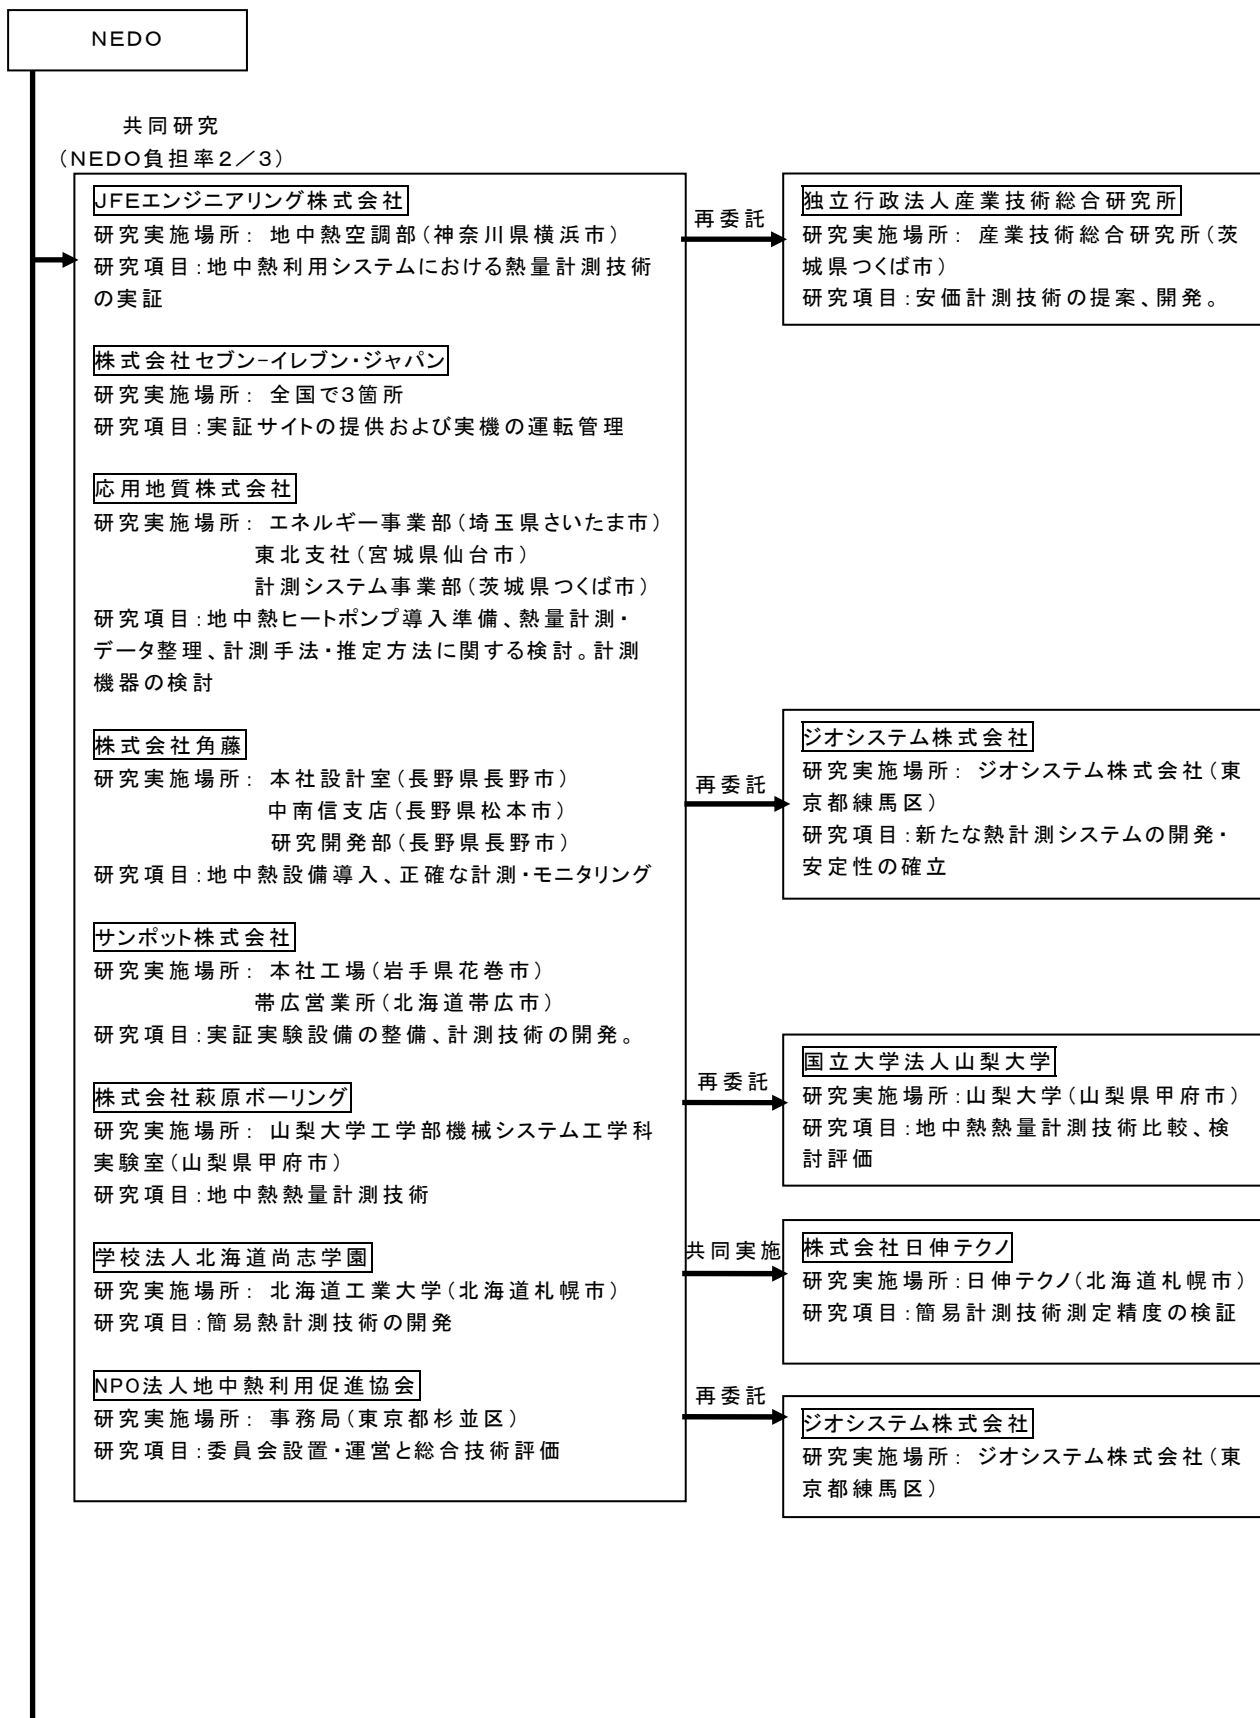 NEDO
共同研究
（NEDO負担率2／3）
JFEエンジニアリング株式会社
研究実施場所： 地中熱空調部（神奈川県横浜市）
研究項目：地中熱利用システムにおける熱量計測技術
の実証
株式会社セブン-イレブン・ジャパン
研究実施場所： 全国で3箇所
研究項目：実証サイトの提供および実機の運転管理
応用地質株式会社
研究実施場所： エネルギー事業部（埼玉県さいたま市）
東北支社（宮城県仙台市）
計測システム事業部（茨城県つくば市）
研究項目：地中熱ヒートポンプ導入準備、熱量計測・
データ整理、計測手法・推定方法に関する検討。計測
機器の検討
株式会社角藤
研究実施場所： 本社設計室（長野県長野市）
中南信支店（長野県松本市）
研究開発部（長野県長野市）
研究項目：地中熱設備導入、正確な計測・モニタリング
サンポット株式会社
研究実施場所： 本社工場（岩手県花巻市）
帯広営業所（北海道帯広市）
研究項目：実証実験設備の整備、計測技術の開発。
株式会社萩原ボーリング
研究実施場所： 山梨大学工学部機械システム工学科
実験室（山梨県甲府市）
研究項目：地中熱熱量計測技術
学校法人北海道尚志学園
研究実施場所： 北海道工業大学（北海道札幌市）
研究項目：簡易熱計測技術の開発
NPO法人地中熱利用促進協会
研究実施場所： 事務局（東京都杉並区）
研究項目：委員会設置・運営と総合技術評価
再委託
独立行政法人産業技術総合研究所
研究実施場所： 産業技術総合研究所（茨
城県つくば市）
研究項目：安価計測技術の提案、開発。
再委託
ジオシステム株式会社
研究実施場所： ジオシステム株式会社（東
京都練馬区）
研究項目：新たな熱計測システムの開発・
安定性の確立
再委託
国立大学法人山梨大学
研究実施場所：山梨大学（山梨県甲府市）
研究項目：地中熱熱量計測技術比較、検
討評価
共同実施
株式会社日伸テクノ
研究実施場所：日伸テクノ（北海道札幌市）
研究項目：簡易計測技術測定精度の検証
再委託
ジオシステム株式会社
研究実施場所： ジオシステム株式会社（東
京都練馬区）